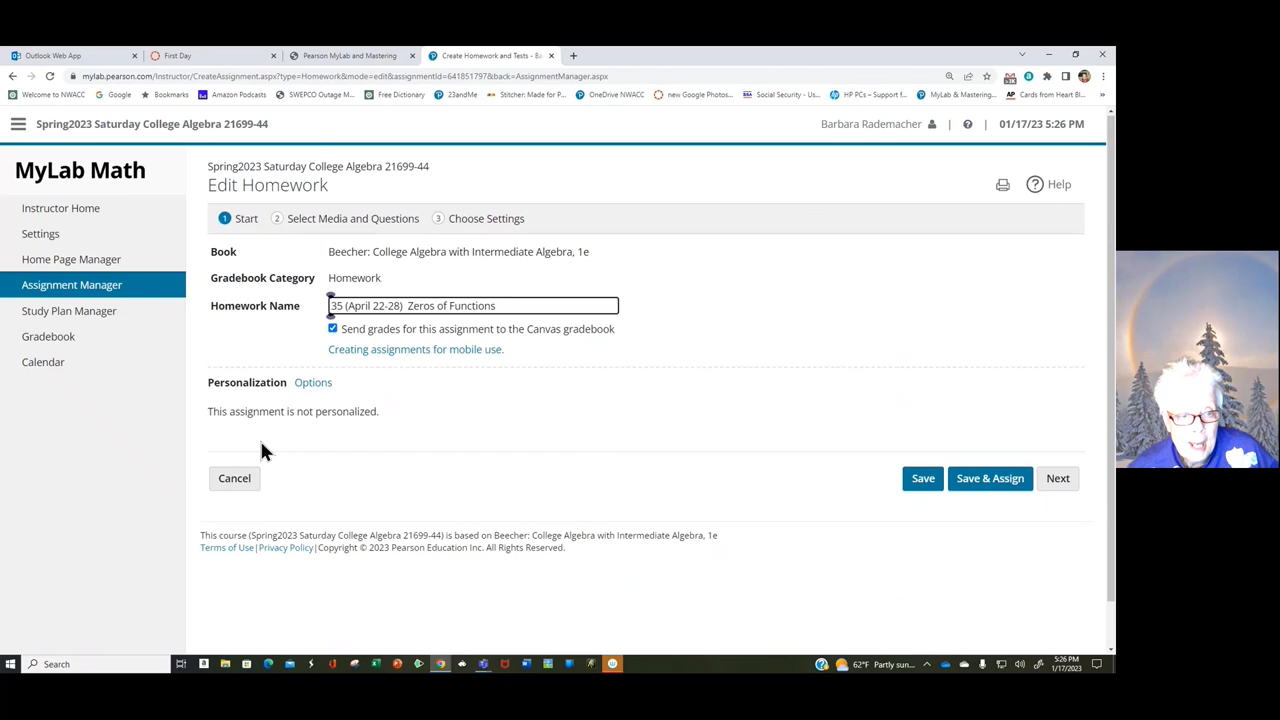 Outlook Web App
First Day
Pearson MyLab and Mastering
Create Homework and Tests - Ba
mylab.pearson.com/Instructor/CreateAssignment.aspx?type=Homework&mode=edit&assignmentId=641851797&back=AssignmentManager.aspx
Welcome to NWACC
Google
Bookmarks
Amazon Podcasts
SWEPCO Outage M...
Free Dictionary
23andMe
Stitcher: Made for P...
OneDrive NWACC
new Google Photos...
Social Security - Us...
HP PCs – Support f...
MyLab & Mastering...
Cards from Heart Bl...
Spring2023 Saturday College Algebra 21699-44
Barbara Rademacher
01/17/23 5:26 PM
MyLab Math
Instructor Home
Settings
Home Page Manager
Assignment Manager
Study Plan Manager
Gradebook
Calendar
Spring2023 Saturday College Algebra 21699-44
Edit Homework
Help
1 Start
2 Select Media and Questions
3 Choose Settings
Book Beecher: College Algebra with Intermediate Algebra, 1e
Gradebook Category Homework
Homework Name 35 (April 22-28) Zeros of Functions
Send grades for this assignment to the Canvas gradebook
Creating assignments for mobile use.
Personalization Options
This assignment is not personalized.
Cancel
Save
Save & Assign
Next
This course (Spring2023 Saturday College Algebra 21699-44) is based on Beecher: College Algebra with Intermediate Algebra, 1e
Terms of Use|Privacy Policy|Copyright © 2023 Pearson Education Inc. All Rights Reserved.
Search
62°F Partly sun...
5:26 PM
1/17/2023